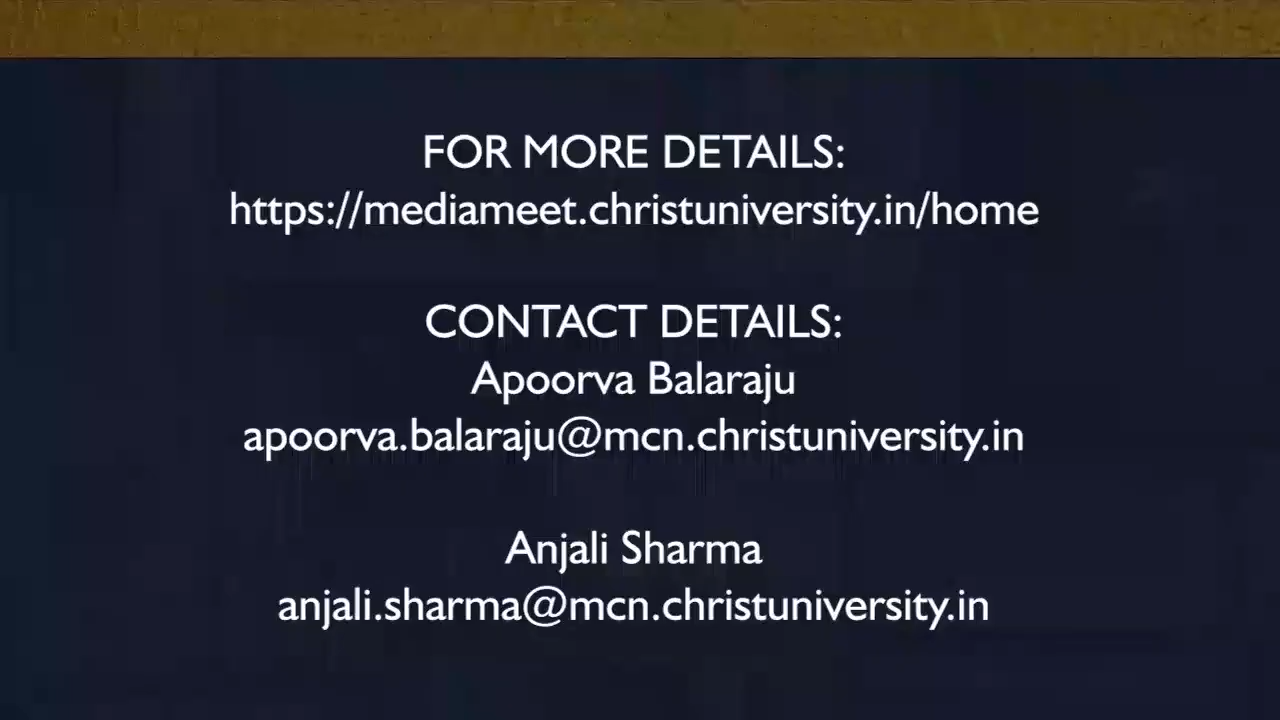 FOR MORE DETAILS:
https://mediameet.christuniversity.in/home
CONTACT DETAILS:
Apoorva Balaraju
apoorva.balaraju@mcn.christuniversity.in
Anjali Sharma
anjali.sharma@mcn.christuniversity.in